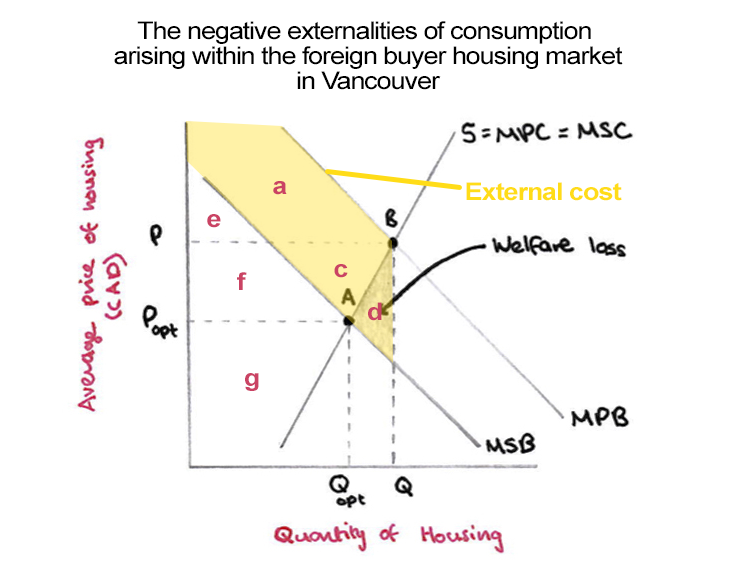 The negative externalities of consumption
arising within the foreign buyer housing market
in Vancouver
S=MPC=MSC
a
External cost
e
B
P
Welfare loss
c
f
A
d
Popt
g
MPB
MSB
Qopt
Q
Average price of housing
(CAD)
Quantity of Housing